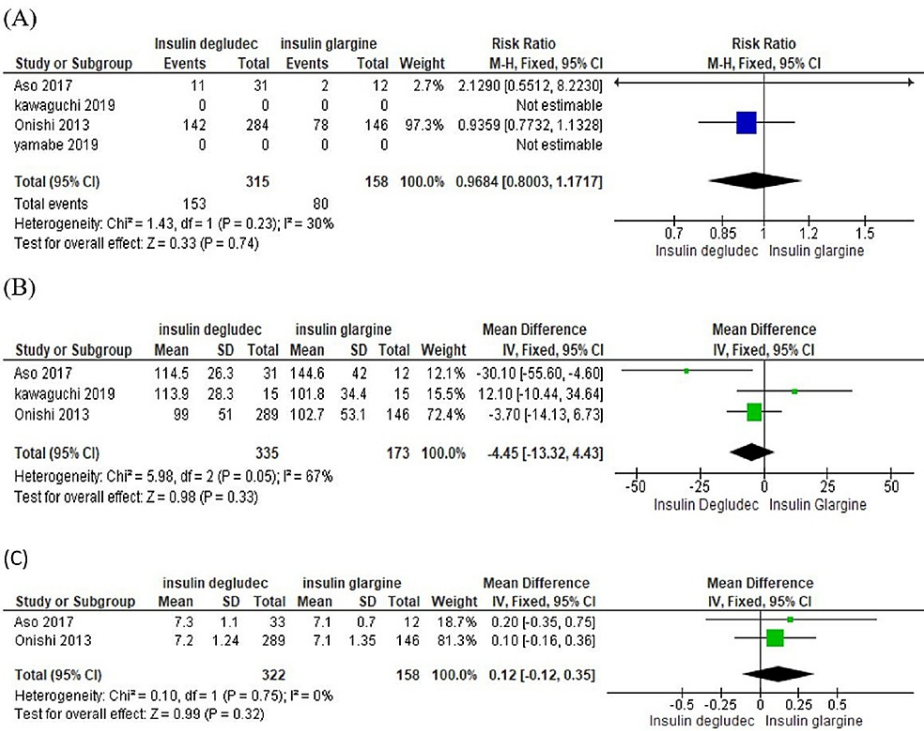 (A)
Insulin degludec insulin glargine Risk Ratio Risk Ratio
Study or Subgroup Events Total Events Total Weight M-H, Fixed, 95% CI M-H, Fixed, 95% CI
Aso 2017 11 31 2 12 2.7% 2.1290 [0.5512, 8.2230]
kawaguchi 2019 0 0 0 0 Not estimable
Onishi 2013 142 284 78 146 97.3% 0.9359 [0.7732, 1.1328]
yamabe 2019 0 0 0 0 Not estimable
Total (95% CI) 315 158 100.0% 0.9684 [0.8003, 1.1717]
Total events 153 80
Heterogeneity: Chi² = 1.43, df = 1 (P = 0.23); I² = 30%
Test for overall effect: Z = 0.33 (P = 0.74)
0.7 0.85 1 1.2 1.5
Insulin degludec Insulin glargine
(B)
insulin degludec insulin glargine Mean Difference Mean Difference
Study or Subgroup Mean SD Total Mean SD Total Weight IV, Fixed, 95% CI IV, Fixed, 95% CI
Aso 2017 114.5 26.3 31 144.6 42 12 12.1% -30.10 [-55.60, -4.60]
kawaguchi 2019 113.9 28.3 15 101.8 34.4 15 15.5% 12.10 [-10.44, 34.64]
Onishi 2013 99 51 289 102.7 53.1 146 72.4% -3.70 [-14.13, 6.73]
Total (95% CI) 335 173 100.0% -4.45 [-13.32, 4.43]
Heterogeneity: Chi² = 5.98, df = 2 (P = 0.05); I² = 67%
Test for overall effect: Z = 0.98 (P = 0.33)
-50 -25 0 25 50
Insulin Degludec Insulin Glargine
(C)
insulin degludec insulin glargine Mean Difference Mean Difference
Study or Subgroup Mean SD Total Mean SD Total Weight IV, Fixed, 95% CI IV, Fixed, 95% CI
Aso 2017 7.3 1.1 33 7.1 0.7 12 18.7% 0.20 [-0.35, 0.75]
Onishi 2013 7.2 1.24 289 7.1 1.35 146 81.3% 0.10 [-0.16, 0.36]
Total (95% CI) 322 158 100.0% 0.12 [-0.12, 0.35]
Heterogeneity: Chi² = 0.10, df = 1 (P = 0.75); I² = 0%
Test for overall effect: Z = 0.99 (P = 0.32)
-0.5 -0.25 0 0.25 0.5
Insulin degludec Insulin glargine